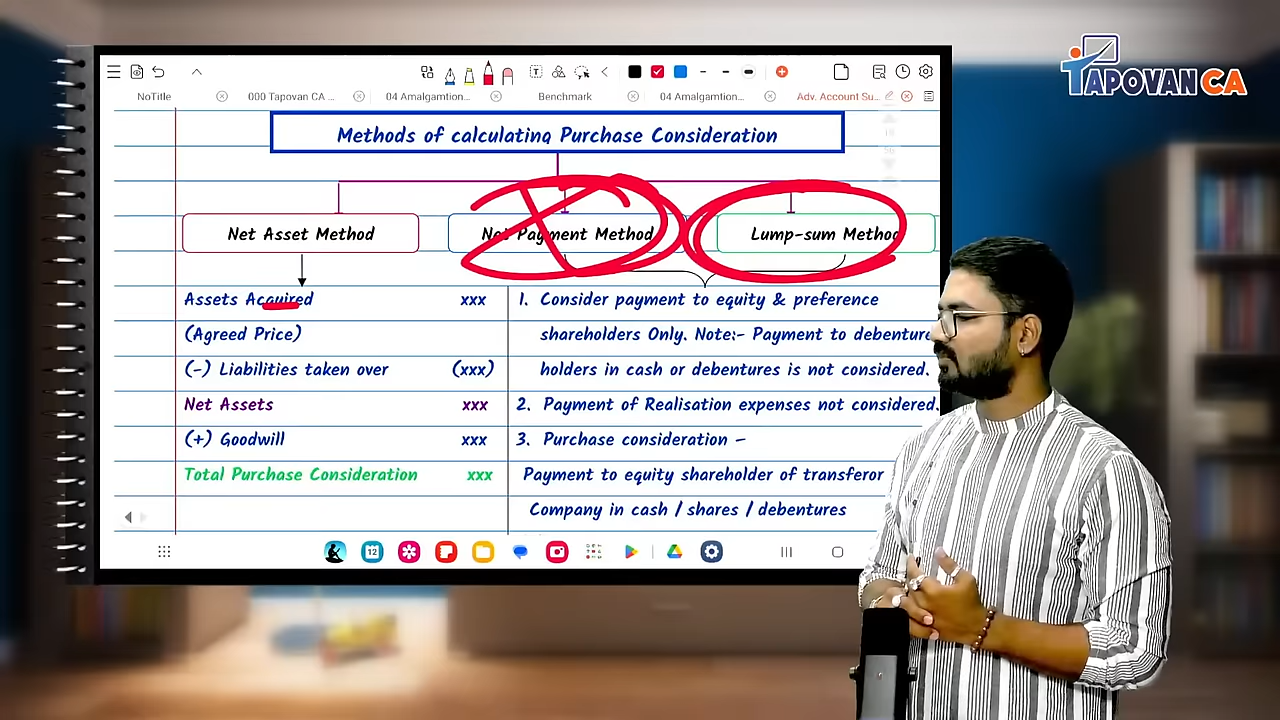 TAPOVAN CA
NoTitle
000 Tapovan CA ...
04 Amalgamtion...
Benchmark
04 Amalgamtion...
Adv. Account Su...
Methods of calculating Purchase Consideration
Net Asset Method
Net Payment Method
Lump-sum Method
Assets Acquired xxx
(Agreed Price)
(-) Liabilities taken over (xxx)
Net Assets xxx
(+) Goodwill xxx
Total Purchase Consideration xxx
1. Consider payment to equity & preference
shareholders Only. Note:- Payment to debenture
holders in cash or debentures is not considered.
2. Payment of Realisation expenses not considered.
3. Purchase consideration –
Payment to equity shareholder of transferor
Company in cash / shares / debentures
12